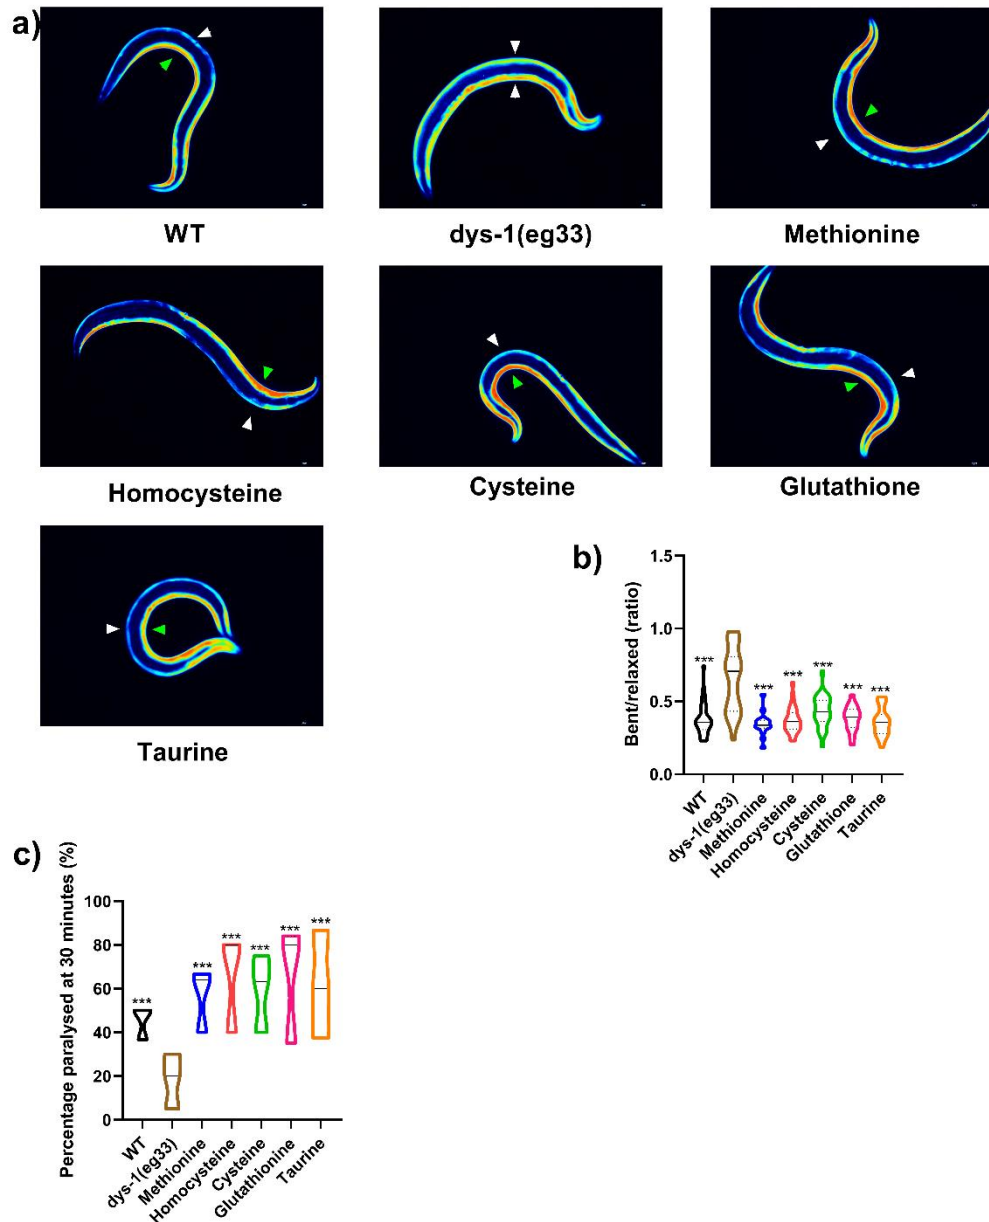 a)
WT
dys-1(eg33)
Methionine
Homocysteine
Cysteine
Glutathione
Taurine
b)
Bent/relaxed (ratio)
1.5
1.0
0.5
0.0
***
***
***
***
***
***
WT
dys-1(eg33)
Methionine
Homocysteine
Cysteine
Glutathione
Taurine
c)
Percentage paralysed at 30 minutes (%)
100
80
60
40
20
0
***
***
***
***
***
***
WT
dys-1(eg33)
Methionine
Homocysteine
Cysteine
Glutathionine
Taurine